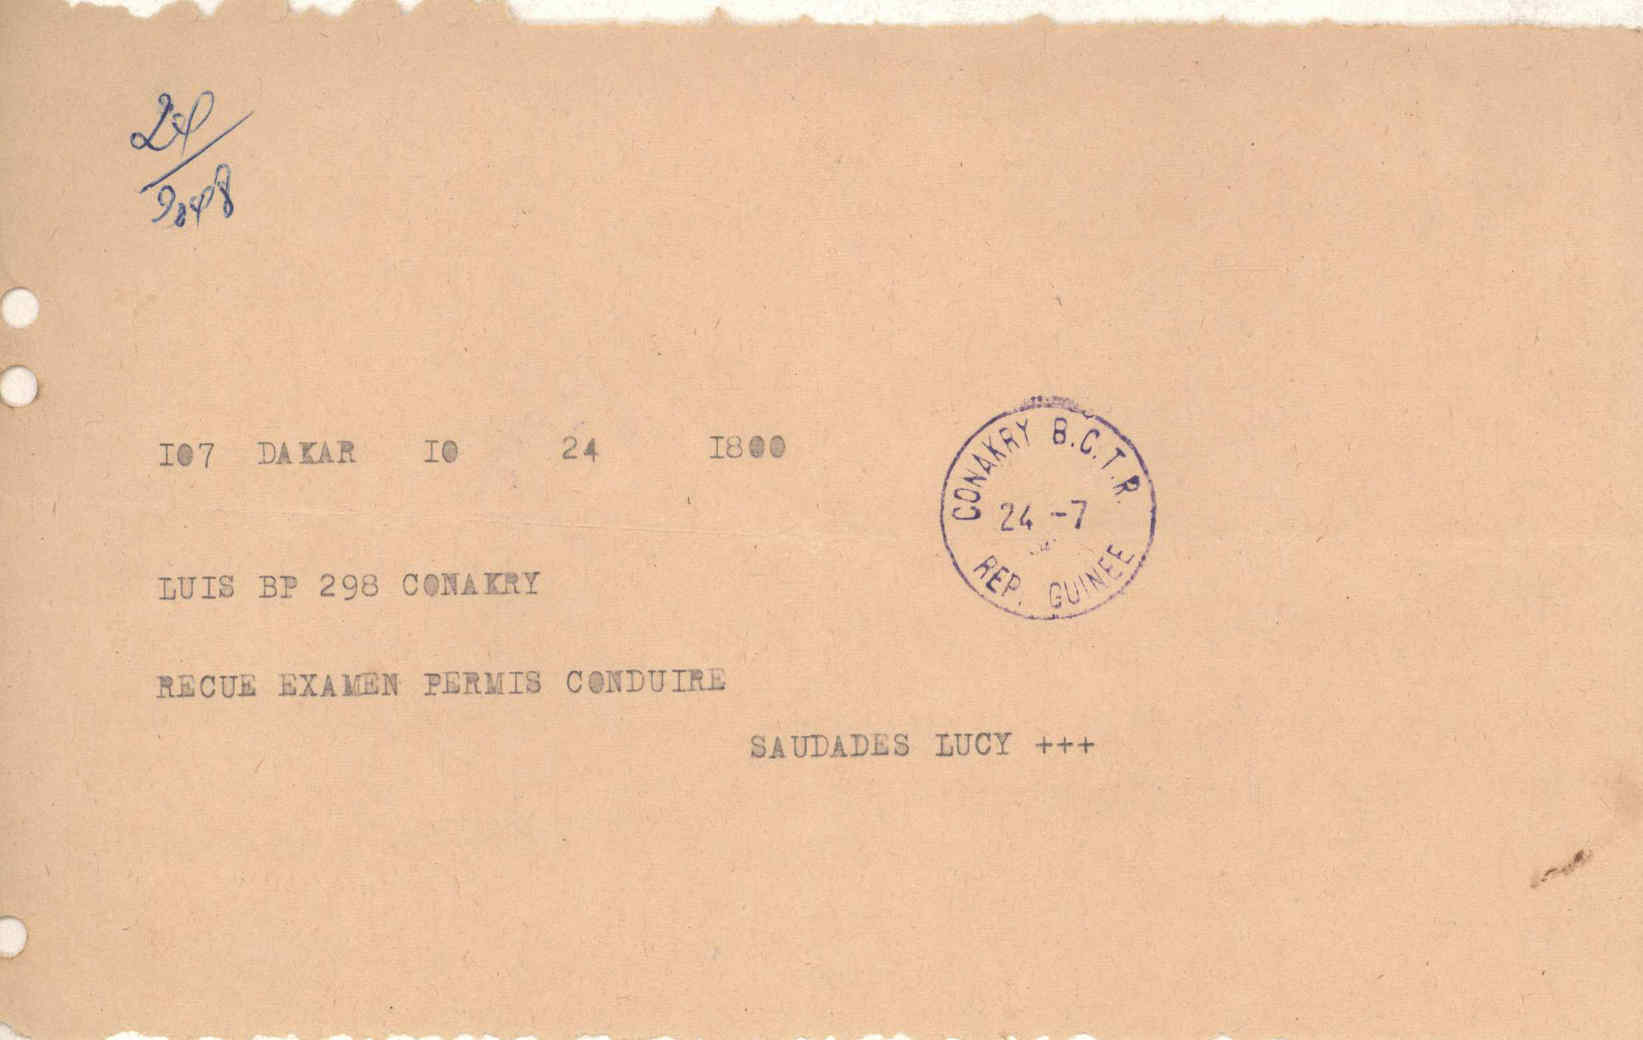 24
I07 DAKAR I0 24 I800
CONAKRY B.C.T.R.
24 -7
REP. GUINEE
LUIS BP 298 CONAKRY
RECUE EXAMEN PERMIS CONDUIRE
SAUDADES LUCY +++